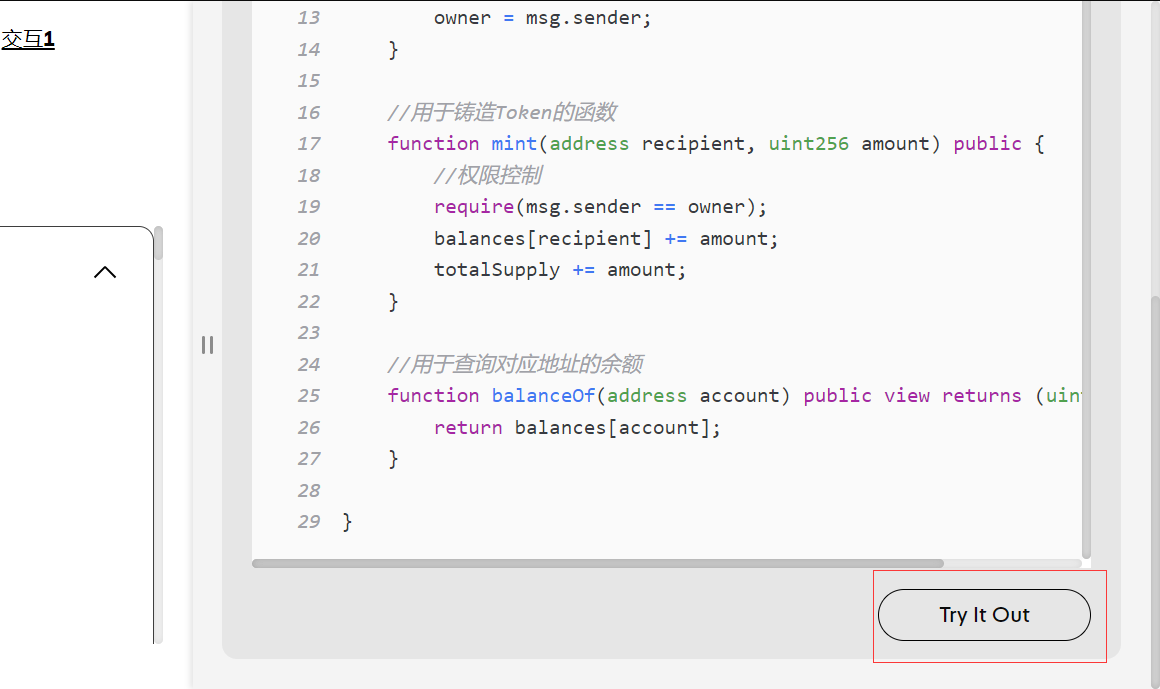 交互1
13 owner = msg.sender;
14 }
15
16 //用于铸造Token的函数
17 function mint(address recipient, uint256 amount) public {
18 //权限控制
19 require(msg.sender == owner);
20 balances[recipient] += amount;
21 totalSupply += amount;
22 }
23
24 //用于查询对应地址的余额
25 function balanceOf(address account) public view returns (uin
26 return balances[account];
27 }
28
29 }
Try It Out